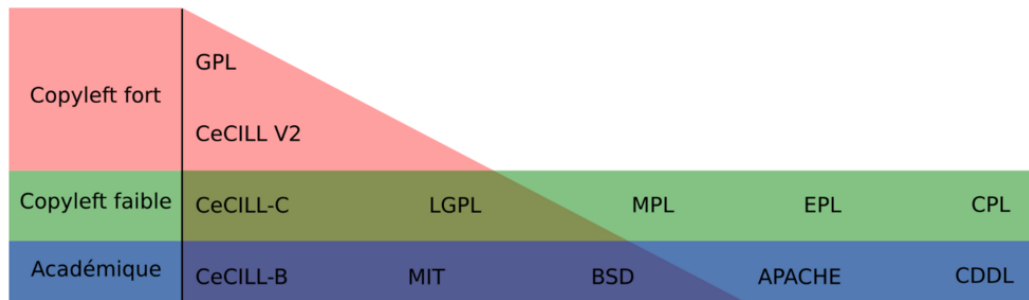 Copyleft fort
GPL
CeCILL V2
Copyleft faible
CeCILL-C LGPL MPL EPL CPL
Académique
CeCILL-B MIT BSD APACHE CDDL